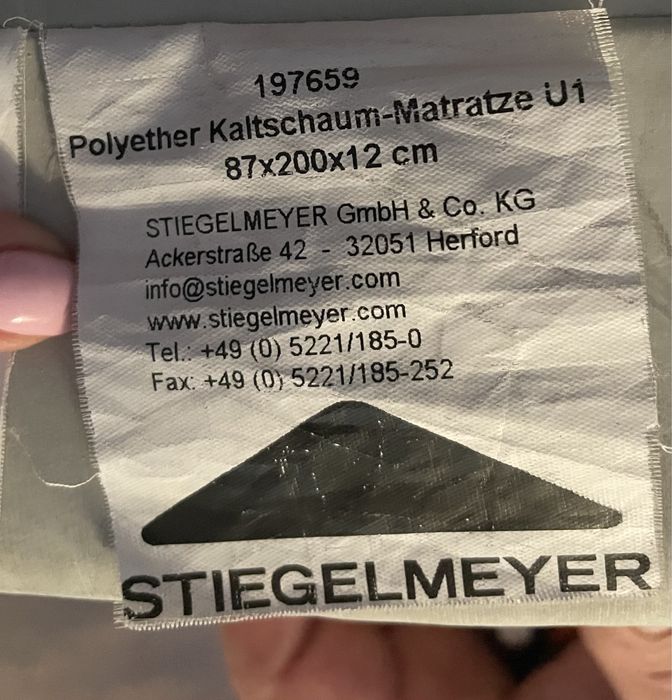 197659
Polyether Kaltschaum-Matratze U1
87x200x12 cm
STIEGELMEYER GmbH & Co. KG
Ackerstraße 42 - 32051 Herford
info@stiegelmeyer.com
www.stiegelmeyer.com
Tel.: +49 (0) 5221/185-0
Fax: +49 (0) 5221/185-252
STIEGELMEYER